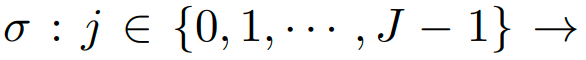 σ : j ∈ {0, 1, ⋯ , J − 1} →